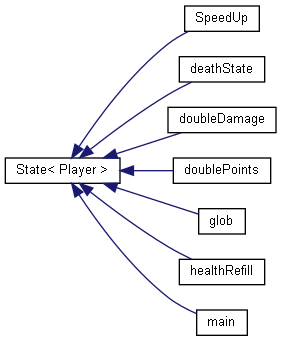 SpeedUp
deathState
doubleDamage
State< Player >
doublePoints
glob
healthRefill
main